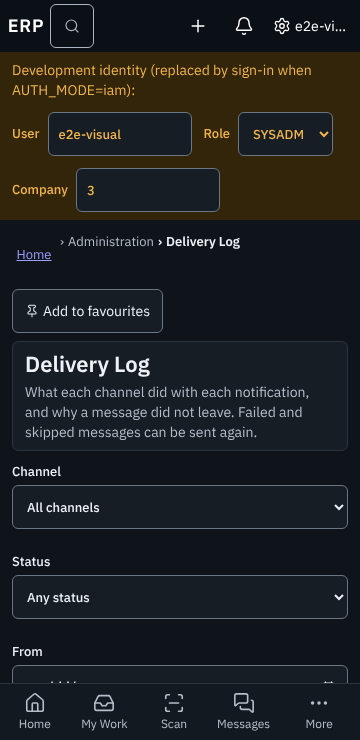 ERP
e2e-vi...
Development identity (replaced by sign-in when
AUTH_MODE=iam):
User
e2e-visual
Role
SYSADM
Company
3
Home
› Administration › Delivery Log
Add to favourites
Delivery Log
What each channel did with each notification,
and why a message did not leave. Failed and
skipped messages can be sent again.
Channel
All channels
Status
Any status
From
Home
My Work
Scan
Messages
More